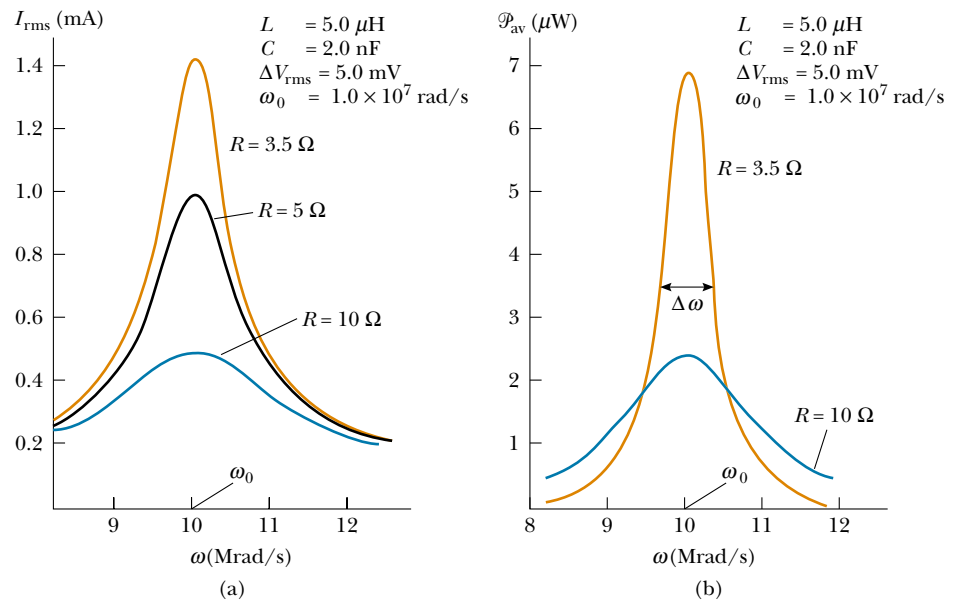 I_rms (mA)
L = 5.0 μH
C = 2.0 nF
ΔV_rms = 5.0 mV
ω_0 = 1.0 × 10^7 rad/s
1.4
1.2
1.0
0.8
0.6
0.4
0.2
R = 3.5 Ω
R = 5 Ω
R = 10 Ω
ω_0
9
10
11
12
ω(Mrad/s)
(a)
𝒫_av (μW)
L = 5.0 μH
C = 2.0 nF
ΔV_rms = 5.0 mV
ω_0 = 1.0 × 10^7 rad/s
7
6
5
4
3
2
1
R = 3.5 Ω
Δω
R = 10 Ω
ω_0
8
9
10
11
12
ω(Mrad/s)
(b)